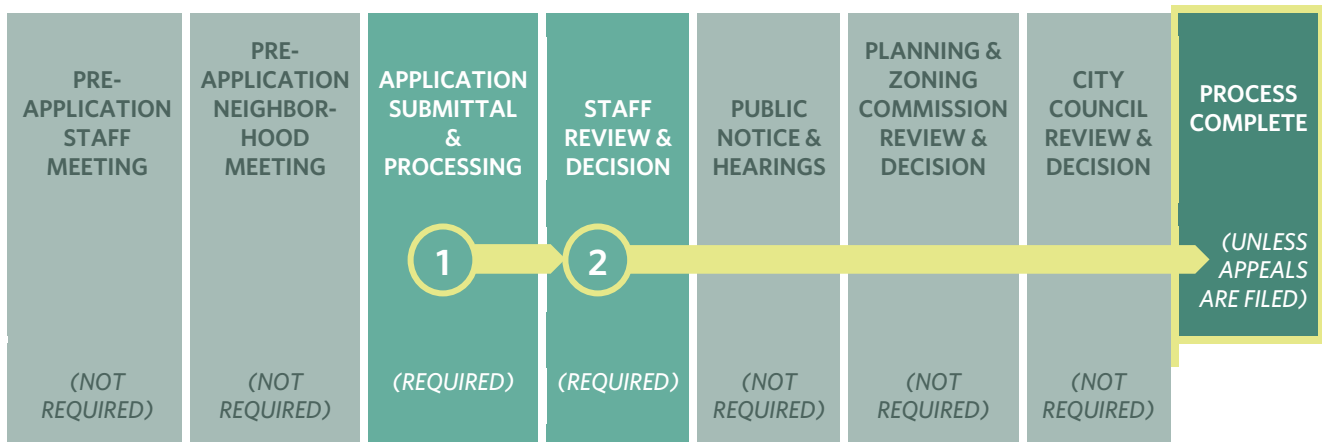 PRE-
APPLICATION
STAFF
MEETING
(NOT
REQUIRED)
PRE-
APPLICATION
NEIGHBOR-
HOOD
MEETING
(NOT
REQUIRED)
APPLICATION
SUBMITTAL
&
PROCESSING
1
(REQUIRED)
STAFF
REVIEW &
DECISION
2
(REQUIRED)
PUBLIC
NOTICE &
HEARINGS
(NOT
REQUIRED)
PLANNING &
ZONING
COMMISSION
REVIEW &
DECISION
(NOT
REQUIRED)
CITY
COUNCIL
REVIEW &
DECISION
(NOT
REQUIRED)
PROCESS
COMPLETE
(UNLESS
APPEALS
ARE FILED)